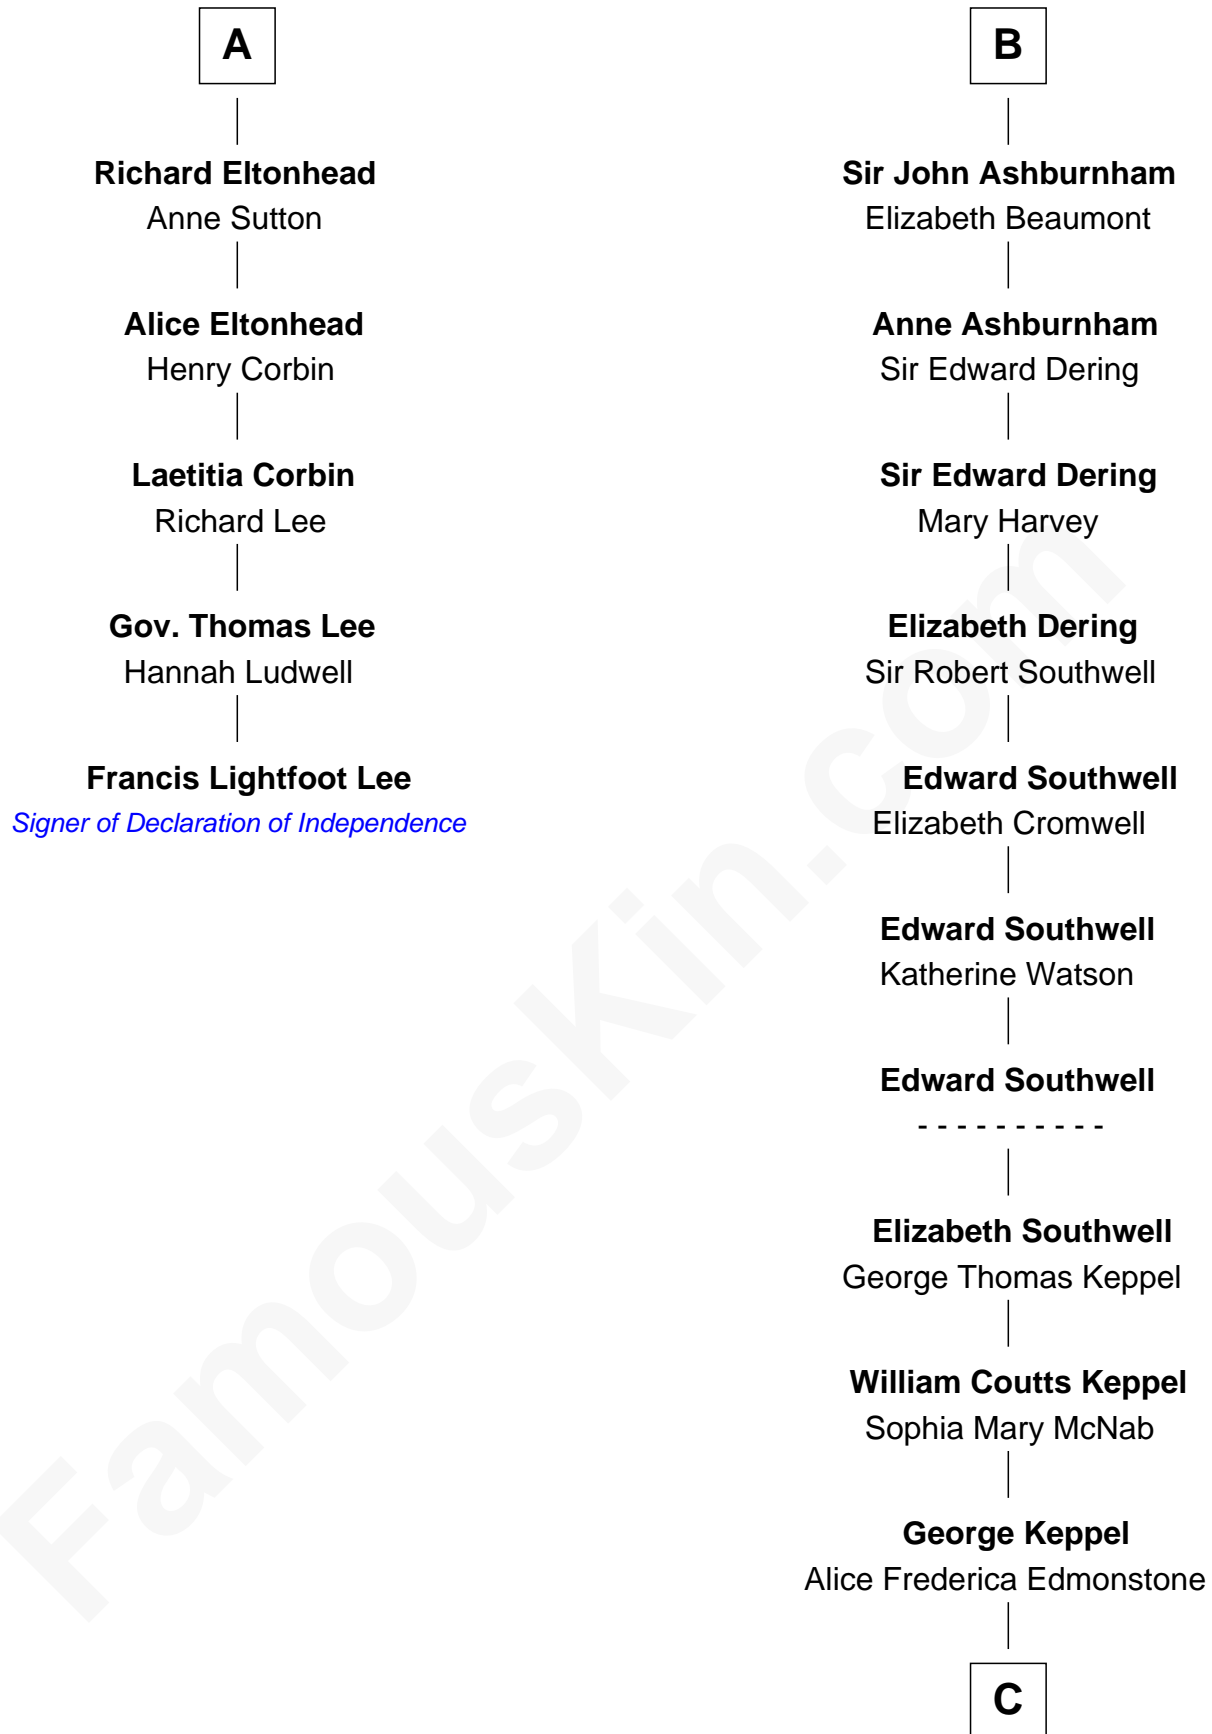 A
Richard Eltonhead
Anne Sutton
Alice Eltonhead
Henry Corbin
Laetitia Corbin
Richard Lee
Gov. Thomas Lee
Hannah Ludwell
Francis Lightfoot Lee
Signer of Declaration of Independence
B
Sir John Ashburnham
Elizabeth Beaumont
Anne Ashburnham
Sir Edward Dering
Sir Edward Dering
Mary Harvey
Elizabeth Dering
Sir Robert Southwell
Edward Southwell
Elizabeth Cromwell
Edward Southwell
Katherine Watson
Edward Southwell
- - - - - - - - - -
Elizabeth Southwell
George Thomas Keppel
William Coutts Keppel
Sophia Mary McNab
George Keppel
Alice Frederica Edmonstone
C
FamousKin.com